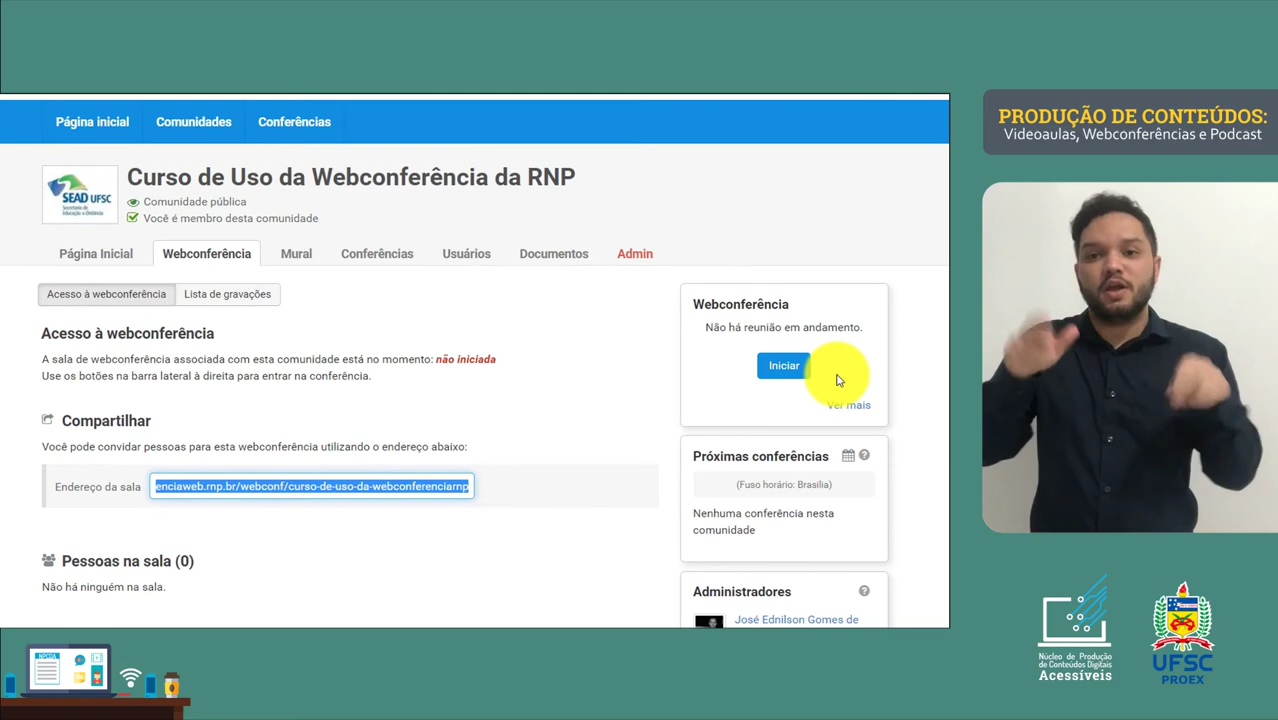 Página inicial
Comunidades
Conferências
PRODUÇÃO DE CONTEÚDOS:
Videoaulas, Webconferências e Podcast
SEAD UFSC
Secretaria de
Educação a Distância
Curso de Uso da Webconferência da RNP
Comunidade pública
Você é membro desta comunidade
Página Inicial
Webconferência
Mural
Conferências
Usuários
Documentos
Admin
Acesso à webconferência
Lista de gravações
Acesso à webconferência
A sala de webconferência associada com esta comunidade está no momento: não iniciada
Use os botões na barra lateral à direita para entrar na conferência.
Compartilhar
Você pode convidar pessoas para esta webconferência utilizando o endereço abaixo:
Endereço da sala
enciaweb.rnp.br/webconf/curso-de-uso-da-webconferenciarnp
Pessoas na sala (0)
Não há ninguém na sala.
Webconferência
Não há reunião em andamento.
Iniciar
Ver mais
Próximas conferências
(Fuso horário: Brasilia)
Nenhuma conferência nesta
comunidade
Administradores
José Ednilson Gomes de
NPCDA
Núcleo de Produção
de Conteúdos Digitais
Acessíveis
UFSC
PROEX